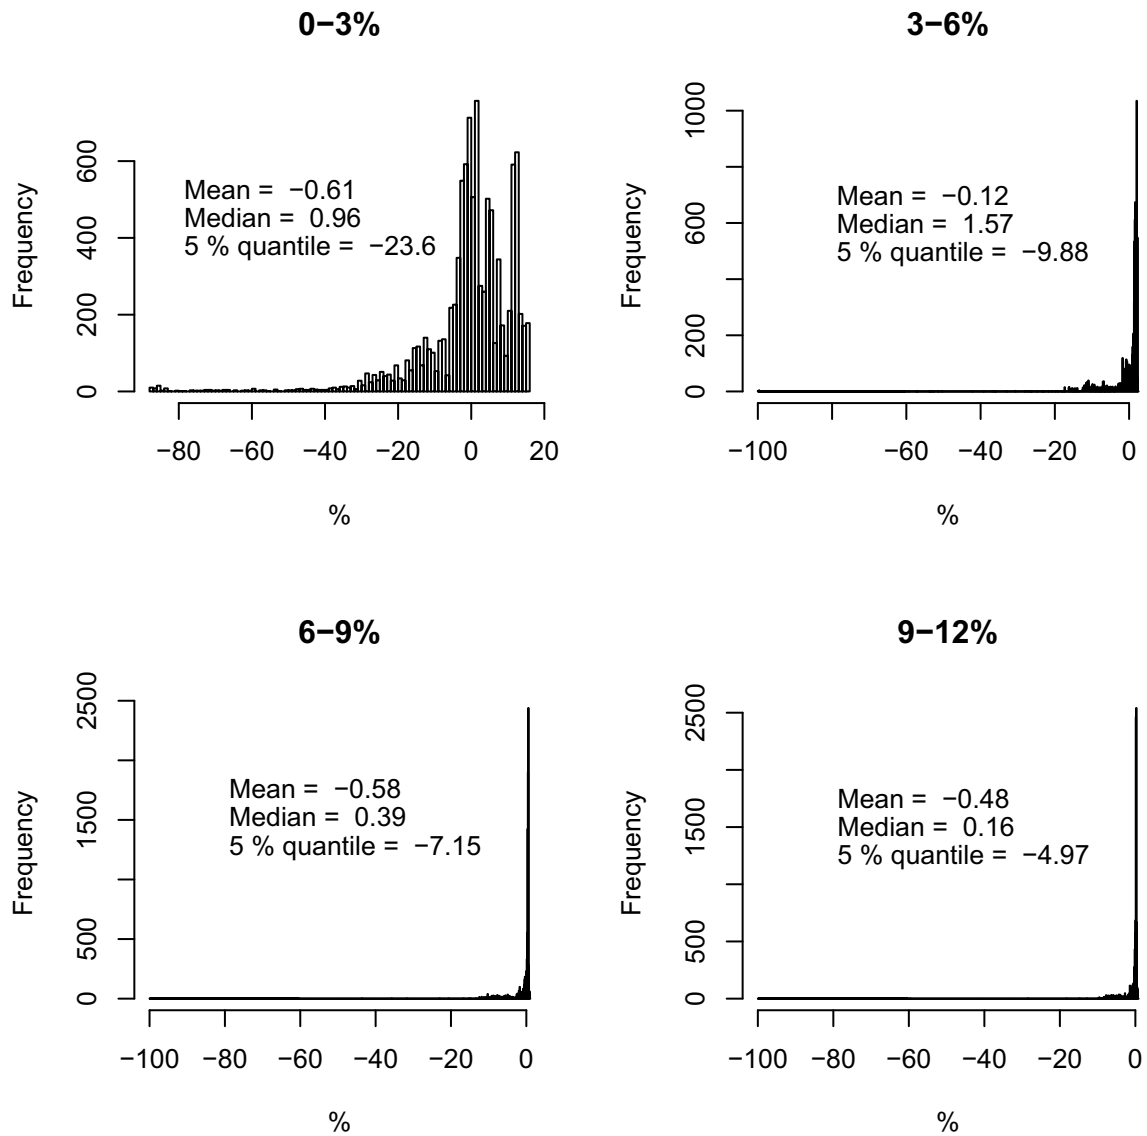 0−3%
Frequency
0 200 400 600
Mean = −0.61
Median = 0.96
5 % quantile = −23.6
−80 −60 −40 −20 0 20
%
3−6%
Frequency
0 200 600 1000
Mean = −0.12
Median = 1.57
5 % quantile = −9.88
−100 −60 −40 −20 0
%
6−9%
Frequency
0 500 1500 2500
Mean = −0.58
Median = 0.39
5 % quantile = −7.15
−100 −80 −60 −40 −20 0
%
9−12%
Frequency
0 500 1500 2500
Mean = −0.48
Median = 0.16
5 % quantile = −4.97
−100 −80 −60 −40 −20 0
%